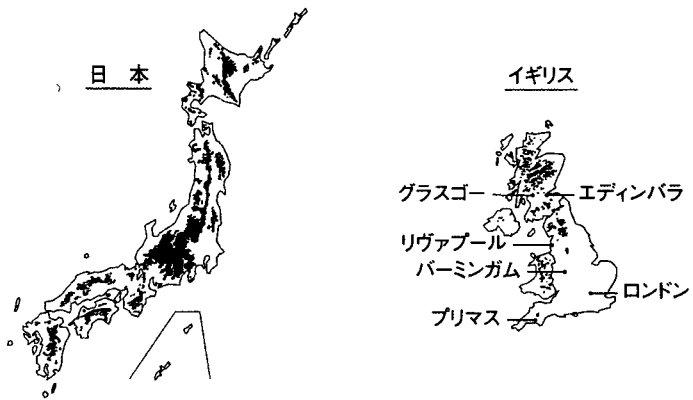 日 本
イギリス
グラスゴー
エディンバラ
リヴァプール
バーミンガム
ロンドン
プリマス